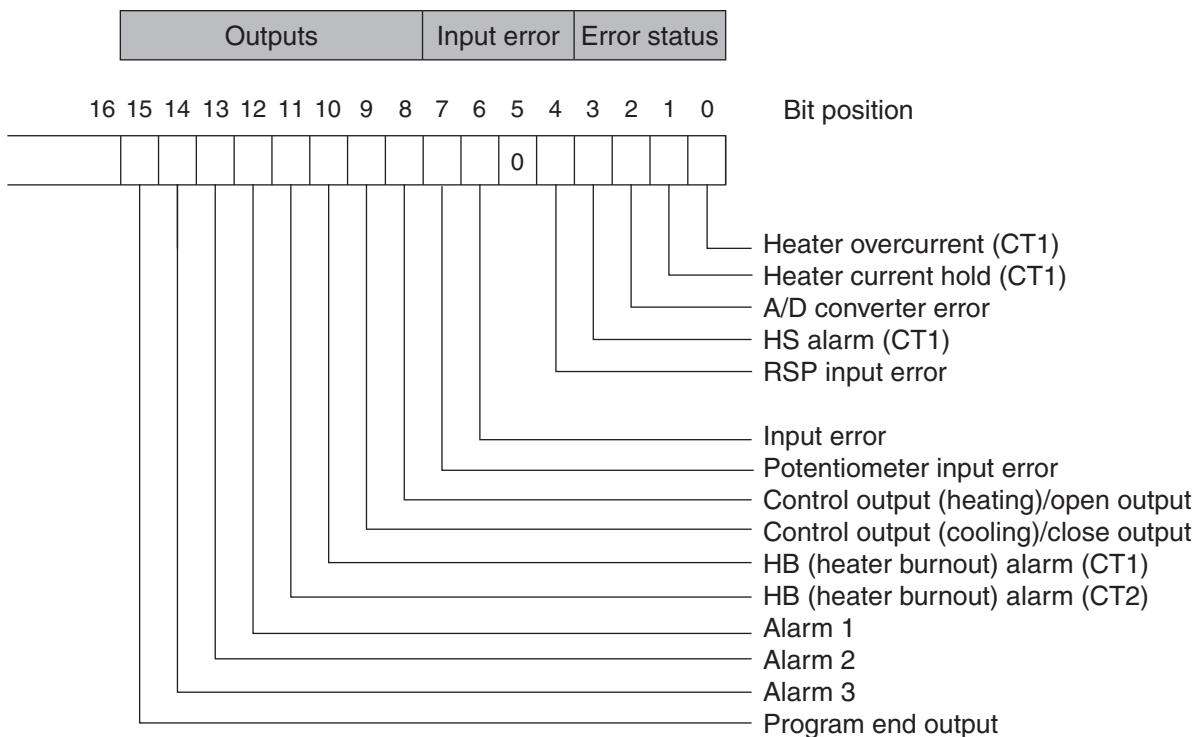 Outputs Input error Error status
16 15 14 13 12 11 10 9 8 7 6 5 4 3 2 1 0 Bit position
0
Heater overcurrent (CT1)
Heater current hold (CT1)
A/D converter error
HS alarm (CT1)
RSP input error
Input error
Potentiometer input error
Control output (heating)/open output
Control output (cooling)/close output
HB (heater burnout) alarm (CT1)
HB (heater burnout) alarm (CT2)
Alarm 1
Alarm 2
Alarm 3
Program end output